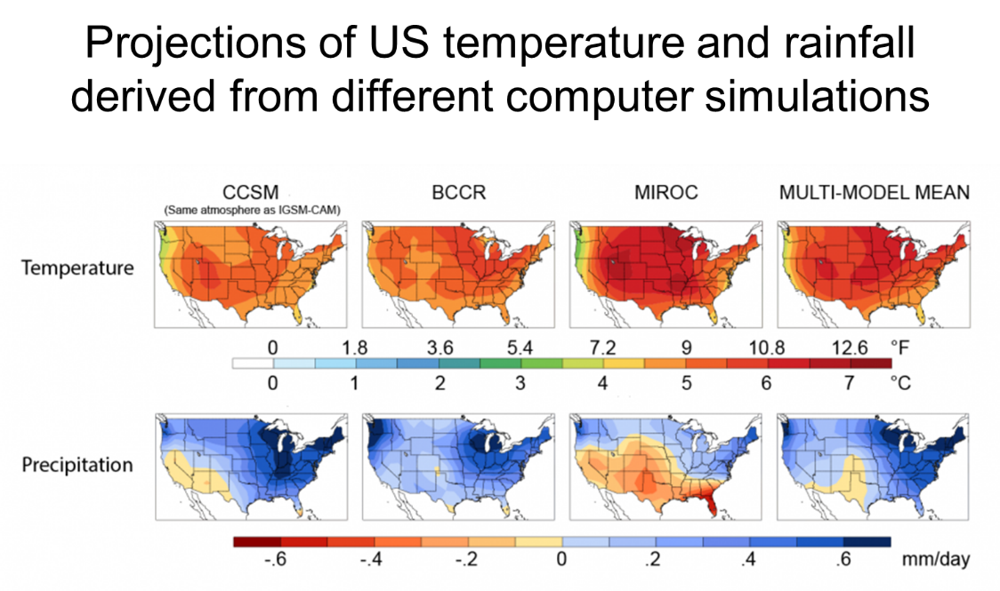 Projections of US temperature and rainfall
derived from different computer simulations
CCSM BCCR MIROC MULTI-MODEL MEAN
(Same atmosphere as IGSM-CAM)
Temperature
0 1.8 3.6 5.4 7.2 9 10.8 12.6 °F
0 1 2 3 4 5 6 7 °C
Precipitation
-.6 -.4 -.2 0 .2 .4 .6 mm/day